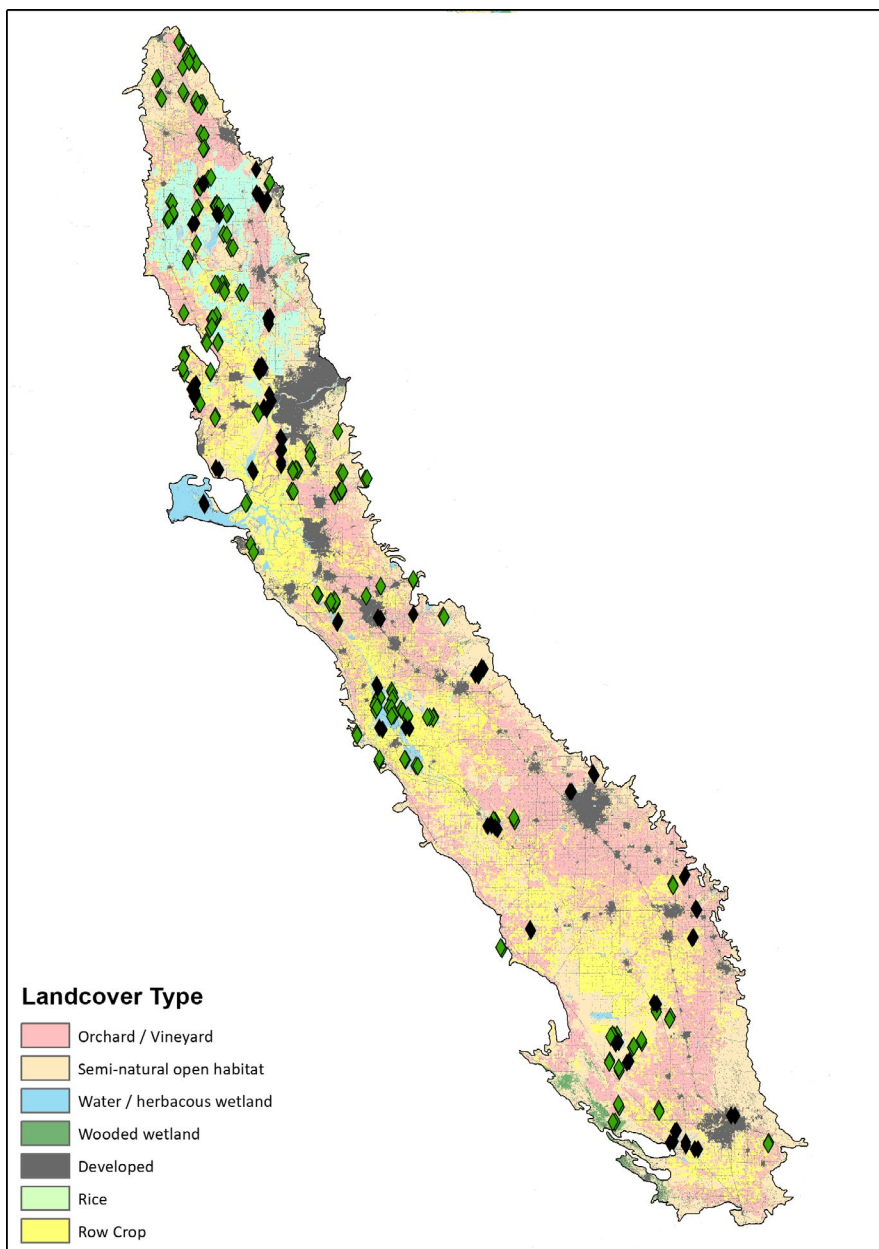 Landcover Type
Orchard / Vineyard
Semi-natural open habitat
Water / herbacous wetland
Wooded wetland
Developed
Rice
Row Crop